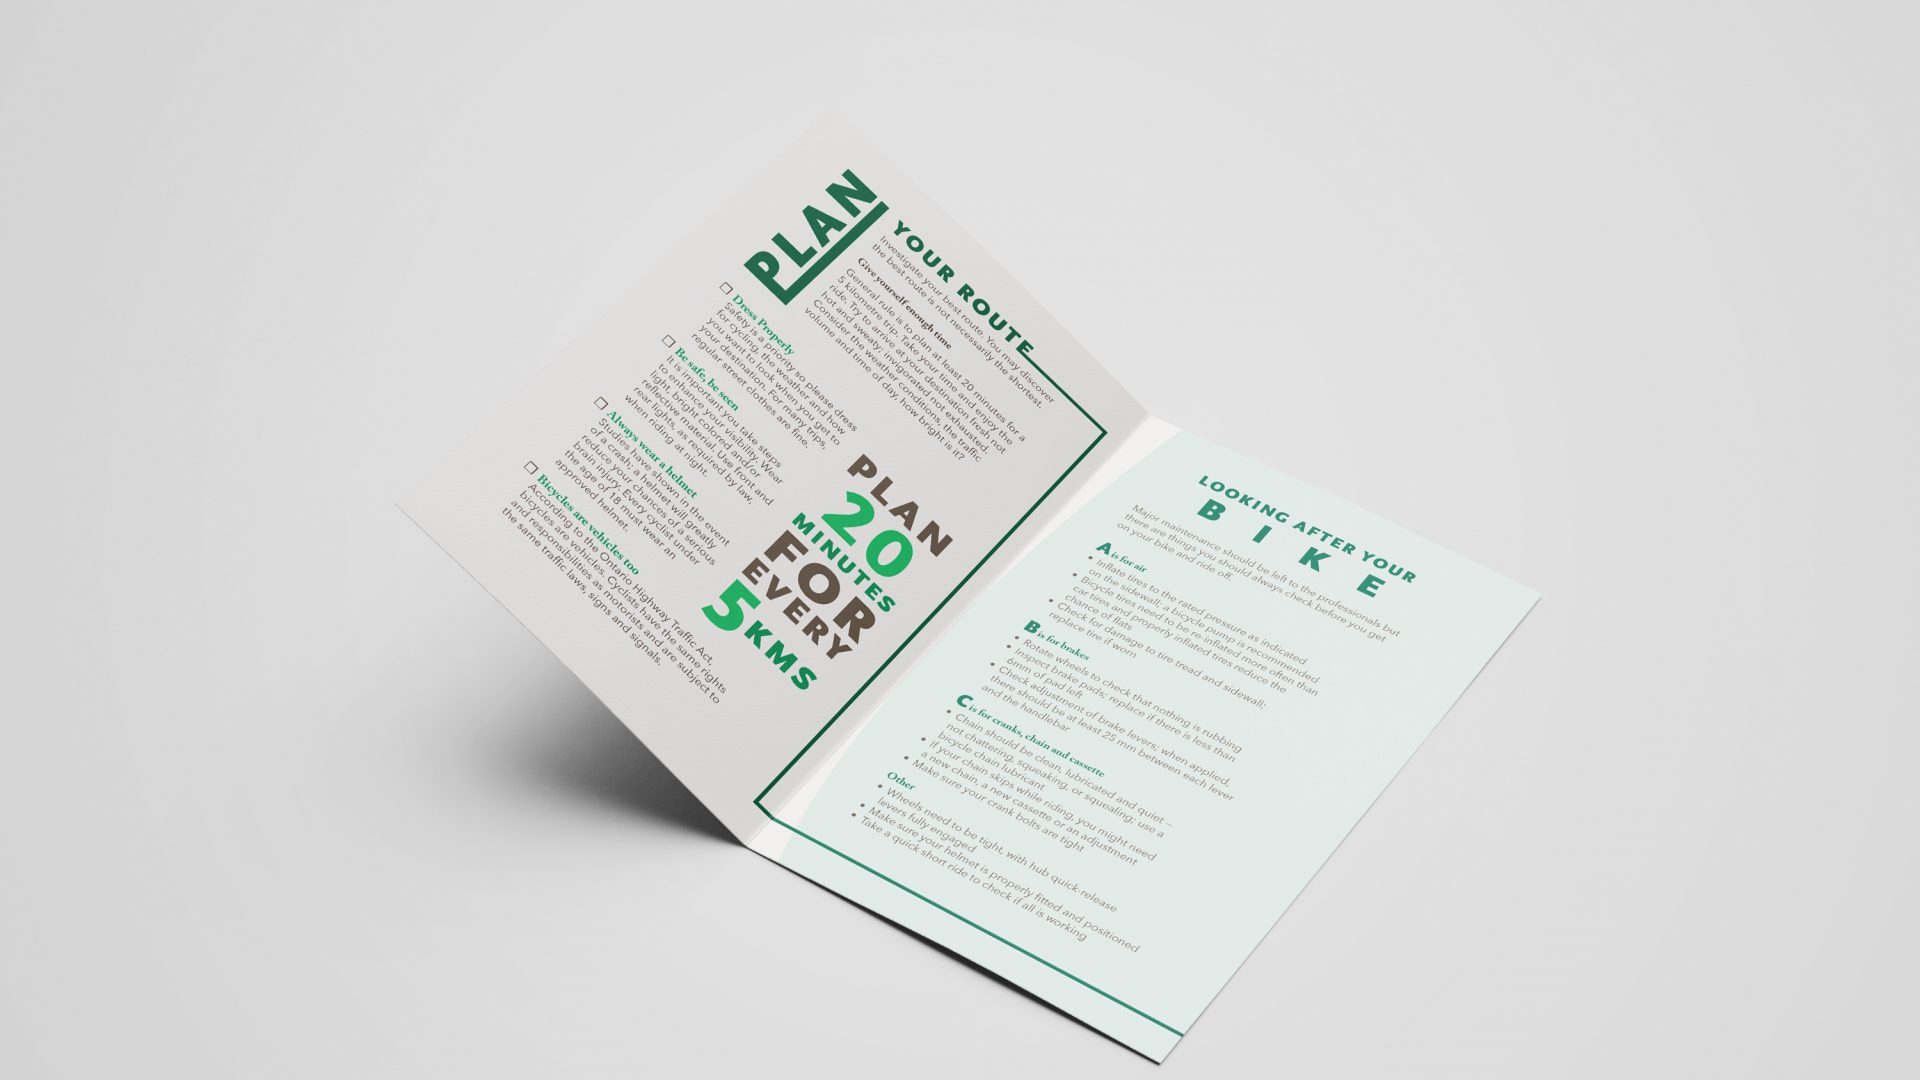 PLAN
YOUR ROUTE
Investigate your best route. You may discover
the best route is not necessarily the shortest.
Give yourself enough time
General rule is to plan at least 20 minutes for a
5 kilometre trip. Take your time and enjoy the
ride. Try to arrive at your destination fresh not
hot and sweaty; invigorated not exhausted.
Consider the weather conditions, the traffic
volume and time of day, how bright is it?
Dress Properly
Safety is a priority so please dress
for cycling, the weather and how
you want to look when you get to
your destination. For many trips,
regular street clothes are fine.
Be safe, be seen
It is important you take steps
to enhance your visibility. Wear
light, bright colored and/or
reflective material. Use front and
rear lights, as required by law,
when riding at night.
Always wear a helmet
Studies have shown in the event
of a crash; a helmet will greatly
reduce your chances of a serious
brain injury. Every cyclist under
the age of 18 must wear an
approved helmet.
Bicycles are vehicles too
According to the Ontario Highway Traffic Act,
bicycles are vehicles. Cyclists have the same rights
and responsibilities as motorists and are subject to
the same traffic laws, signs and signals.
PLAN
20
MINUTES
FOR
EVERY
5KMS
LOOKING AFTER YOUR
BIKE
Major maintenance should be left to the professionals but
there are things you should always check before you get
on your bike and ride off.
A is for air
• Inflate tires to the rated pressure as indicated
on the sidewall; a bicycle pump is recommended
• Bicycle tires need to be re-inflated more often than
car tires and properly inflated tires reduce the
chance of flats
• Check for damage to tire tread and sidewall;
replace tire if worn
B is for brakes
• Rotate wheels to check that nothing is rubbing
• Inspect brake pads; replace if there is less than
6mm of pad left
• Check adjustment of brake levers; when applied,
there should be at least 25 mm between each lever
and the handlebar
C is for cranks, chain and cassette
• Chain should be clean, lubricated and quiet –
not chattering, squeaking, or squealing; use a
bicycle chain lubricant
• If your chain skips while riding, you might need
a new chain, a new cassette or an adjustment
• Make sure your crank bolts are tight
Other
• Wheels need to be tight, with hub quick-release
levers fully engaged
• Make sure your helmet is properly fitted and positioned
• Take a quick short ride to check if all is working